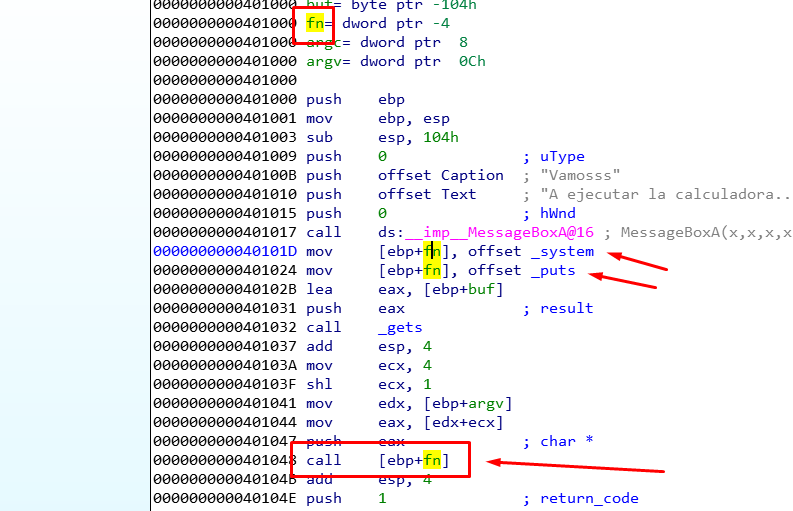 0000000000401000 buf= byte ptr -104h
0000000000401000 fn= dword ptr -4
0000000000401000 argc= dword ptr  8
0000000000401000 argv= dword ptr  0Ch
0000000000401000
0000000000401000 push    ebp
0000000000401001 mov     ebp, esp
0000000000401003 sub     esp, 104h
0000000000401009 push    0               ; uType
000000000040100B push    offset Caption  ; "Vamosss"
0000000000401010 push    offset Text     ; "A ejecutar la calculadora..
0000000000401015 push    0               ; hWnd
0000000000401017 call    ds:__imp__MessageBoxA@16 ; MessageBoxA(x,x,x,x
000000000040101D mov     [ebp+fn], offset _system
0000000000401024 mov     [ebp+fn], offset _puts
000000000040102B lea     eax, [ebp+buf]
0000000000401031 push    eax             ; result
0000000000401032 call    _gets
0000000000401037 add     esp, 4
000000000040103A mov     ecx, 4
000000000040103F shl     ecx, 1
0000000000401041 mov     edx, [ebp+argv]
0000000000401044 mov     eax, [edx+ecx]
0000000000401047 push    eax             ; char *
0000000000401048 call    [ebp+fn]
000000000040104B add     esp, 4
000000000040104E push    1               ; return_code